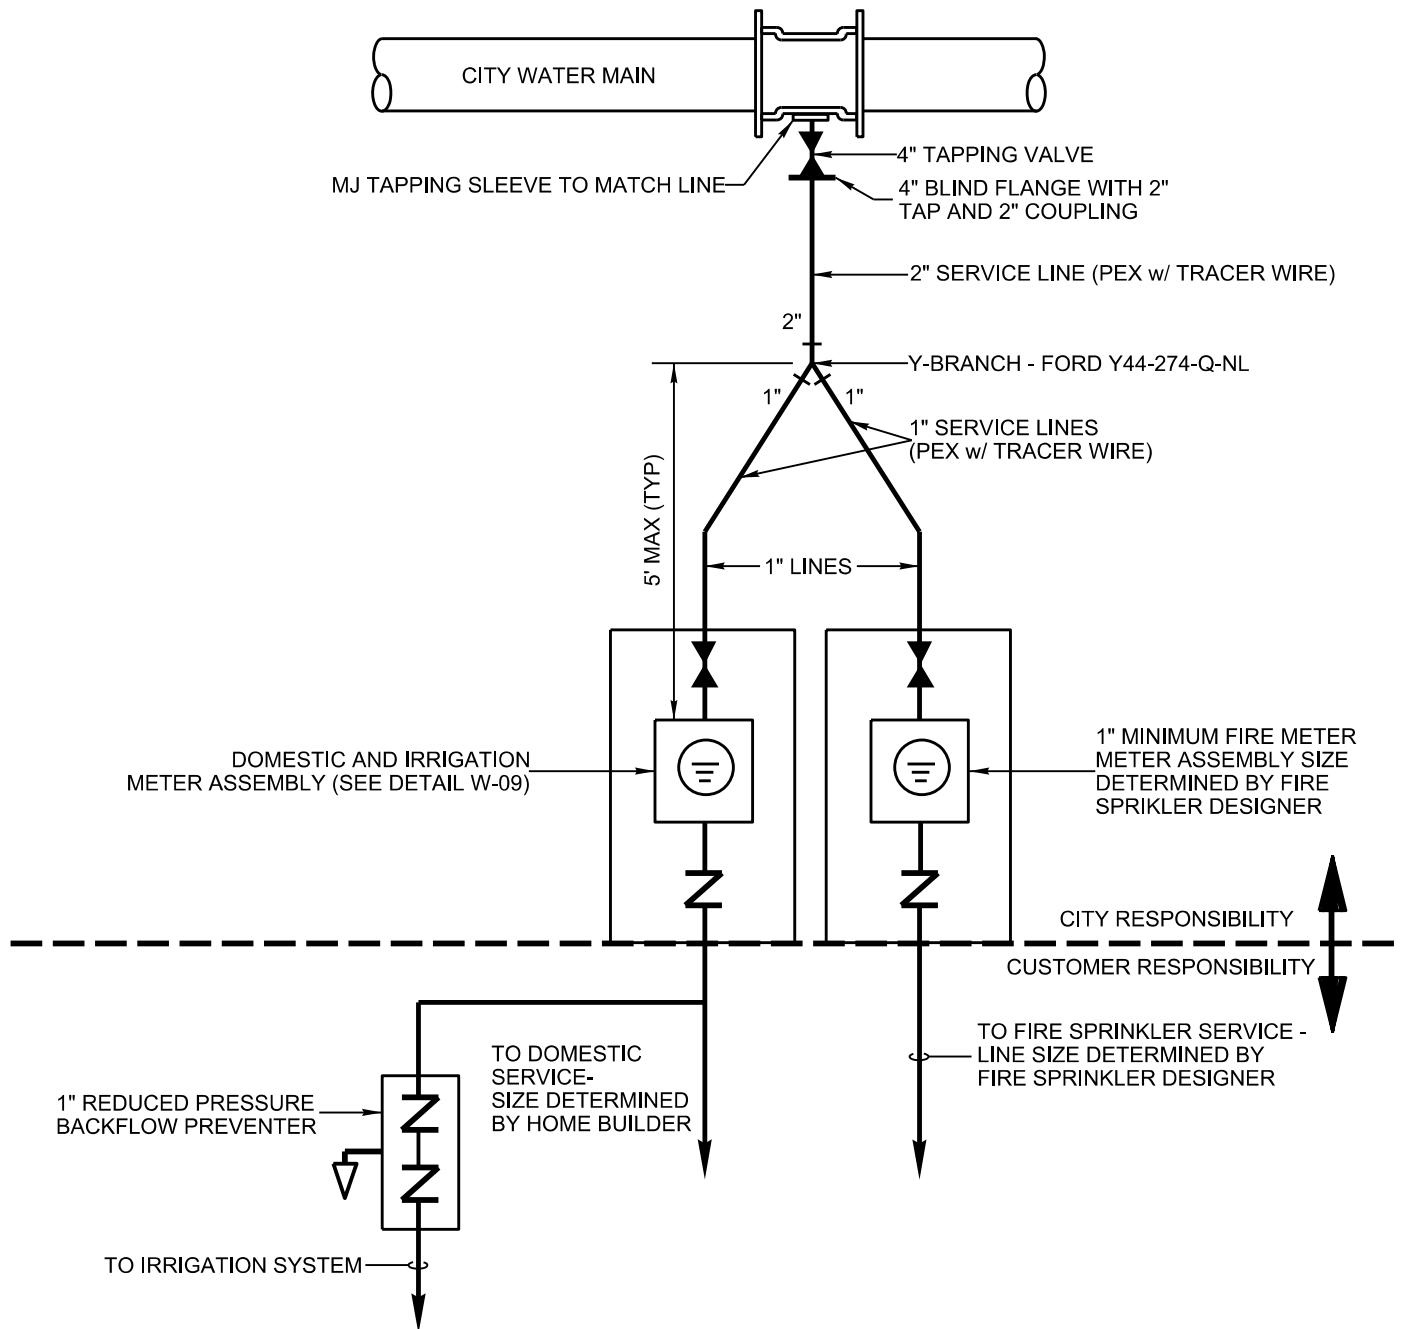 CITY WATER MAIN
4" TAPPING VALVE
MJ TAPPING SLEEVE TO MATCH LINE
4" BLIND FLANGE WITH 2"
TAP AND 2" COUPLING
2" SERVICE LINE (PEX w/ TRACER WIRE)
2"
Y-BRANCH - FORD Y44-274-Q-NL
1"
1"
1" SERVICE LINES
(PEX w/ TRACER WIRE)
5' MAX (TYP)
1" LINES
DOMESTIC AND IRRIGATION
METER ASSEMBLY (SEE DETAIL W-09)
1" MINIMUM FIRE METER
METER ASSEMBLY SIZE
DETERMINED BY FIRE
SPRIKLER DESIGNER
CITY RESPONSIBILITY
CUSTOMER RESPONSIBILITY
TO DOMESTIC
SERVICE-
SIZE DETERMINED
BY HOME BUILDER
TO FIRE SPRINKLER SERVICE -
LINE SIZE DETERMINED BY
FIRE SPRINKLER DESIGNER
1" REDUCED PRESSURE
BACKFLOW PREVENTER
TO IRRIGATION SYSTEM